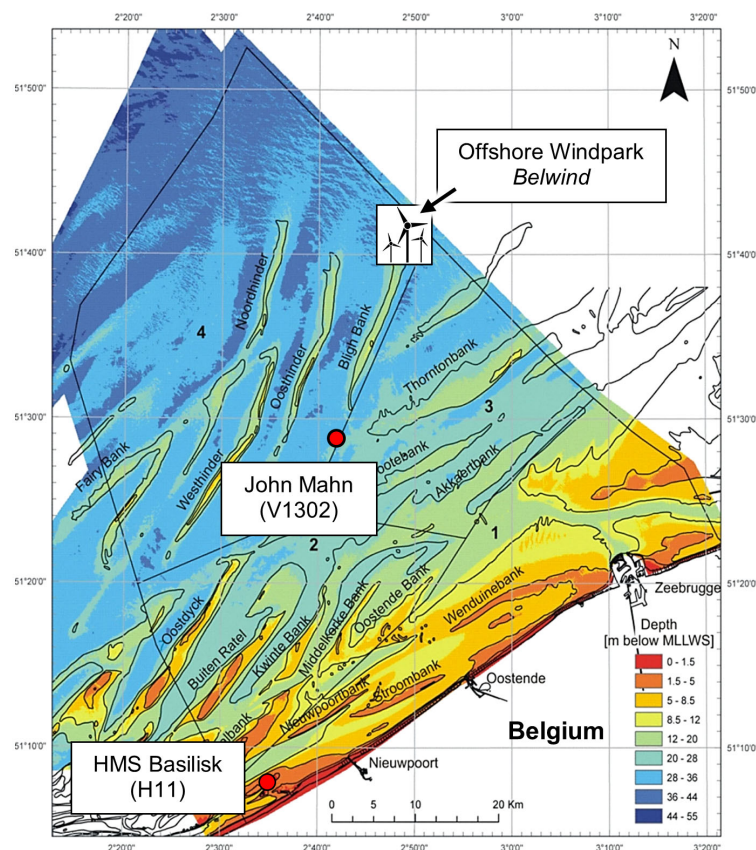 2°20'0" 2°30'0" 2°40'0" 2°50'0" 3°0'0" 3°10'0"
N
51°50'0" 51°50'0"
Offshore Windpark
Belwind
51°40'0" 51°40'0"
Noordhinder
4
Oosthinder
Bligh Bank
Thorntonbank
3
51°30'0" 51°30'0"
Fairy Bank
Westhinder
ootebank
Akkaertbank
John Mahn
(V1302)
2
1
51°20'0" 51°20'0"
Oostdyck
Buiten Ratel
Kwinte Bank
Middelkerke Bank
Oostende Bank
Wenduinebank
Zeebrugge
Depth
[m below MLLWS]
0 - 1.5
1.5 - 5
5 - 8.5
8.5 - 12
12 - 20
20 - 28
28 - 36
36 - 44
44 - 55
Nieuwpoortbank
Stroombank
Oostende
Belgium
51°10'0" 51°10'0"
lbank
HMS Basilisk
(H11)
Nieuwpoort
0 5 10 20 Km
2°20'0" 2°30'0" 2°40'0" 2°50'0" 3°0'0" 3°10'0"